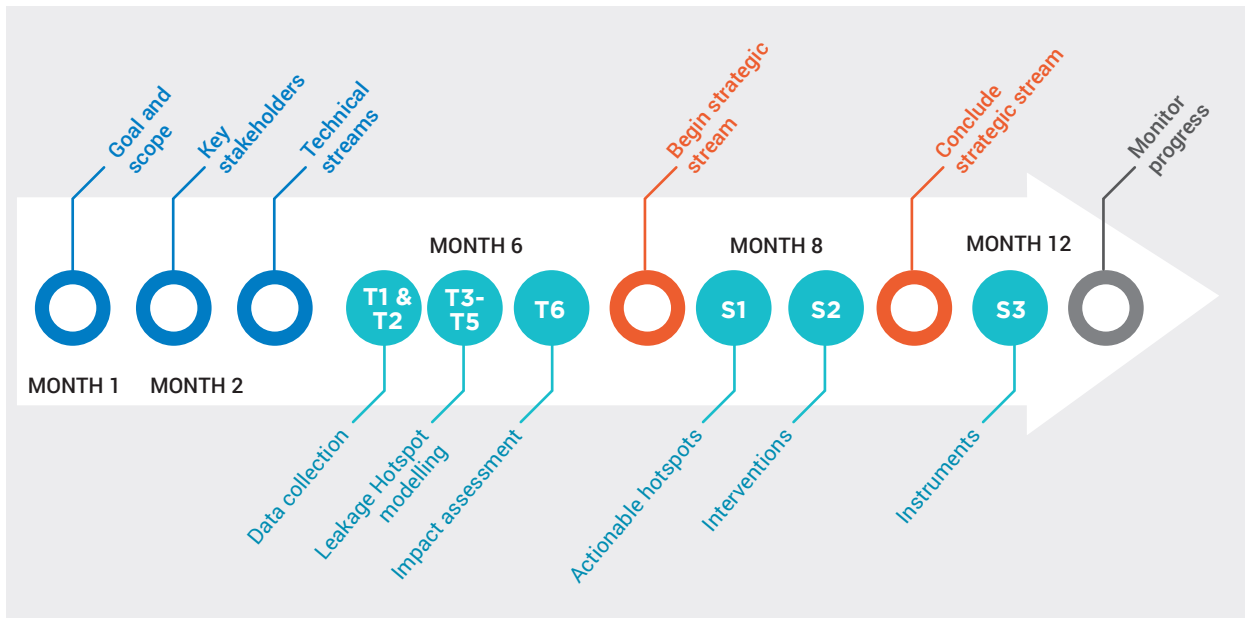 Goal and
scope
Key
stakeholders
Technical
streams
Begin strategic
stream
Conclude
strategic stream
Monitor
progress
MONTH 6
MONTH 8
MONTH 12
T1 &
T2
T3-
T5
T6
S1
S2
S3
MONTH 1
MONTH 2
Data collection
Leakage Hotspot
modelling
Impact assessment
Actionable hotspots
Interventions
Instruments